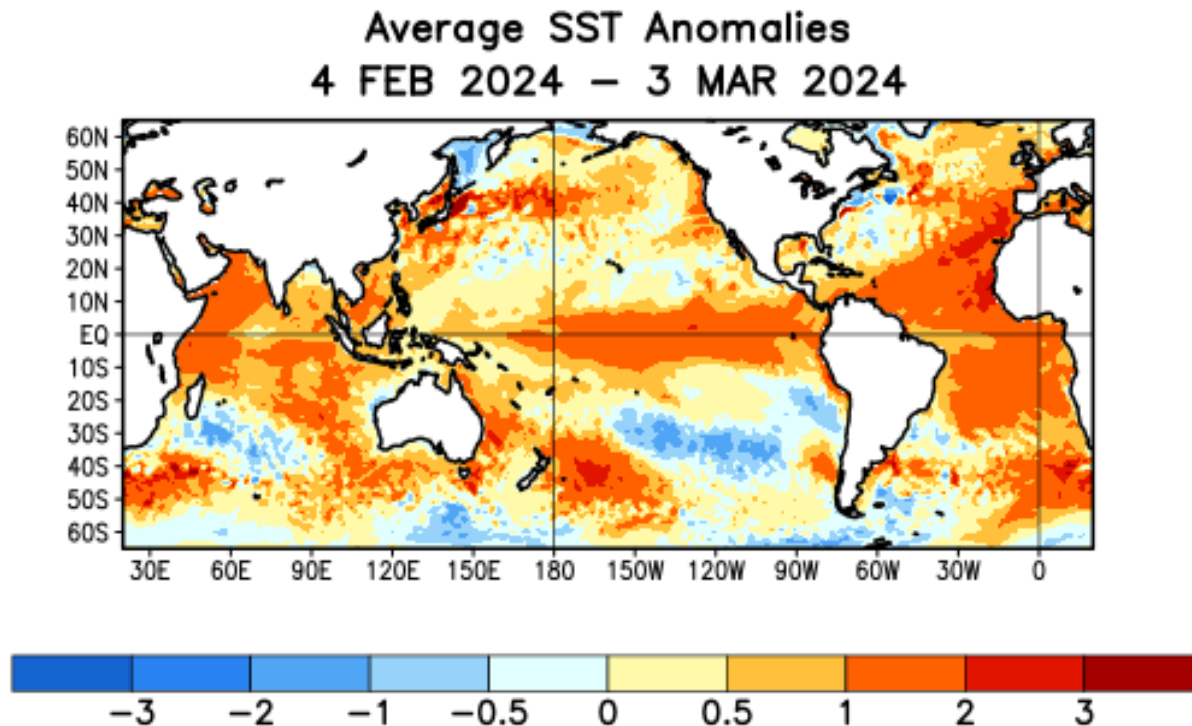 Average SST Anomalies
4 FEB 2024 – 3 MAR 2024
60N
50N
40N
30N
20N
10N
EQ
10S
20S
30S
40S
50S
60S
30E 60E 90E 120E 150E 180 150W 120W 90W 60W 30W 0
-3 -2 -1 -0.5 0 0.5 1 2 3